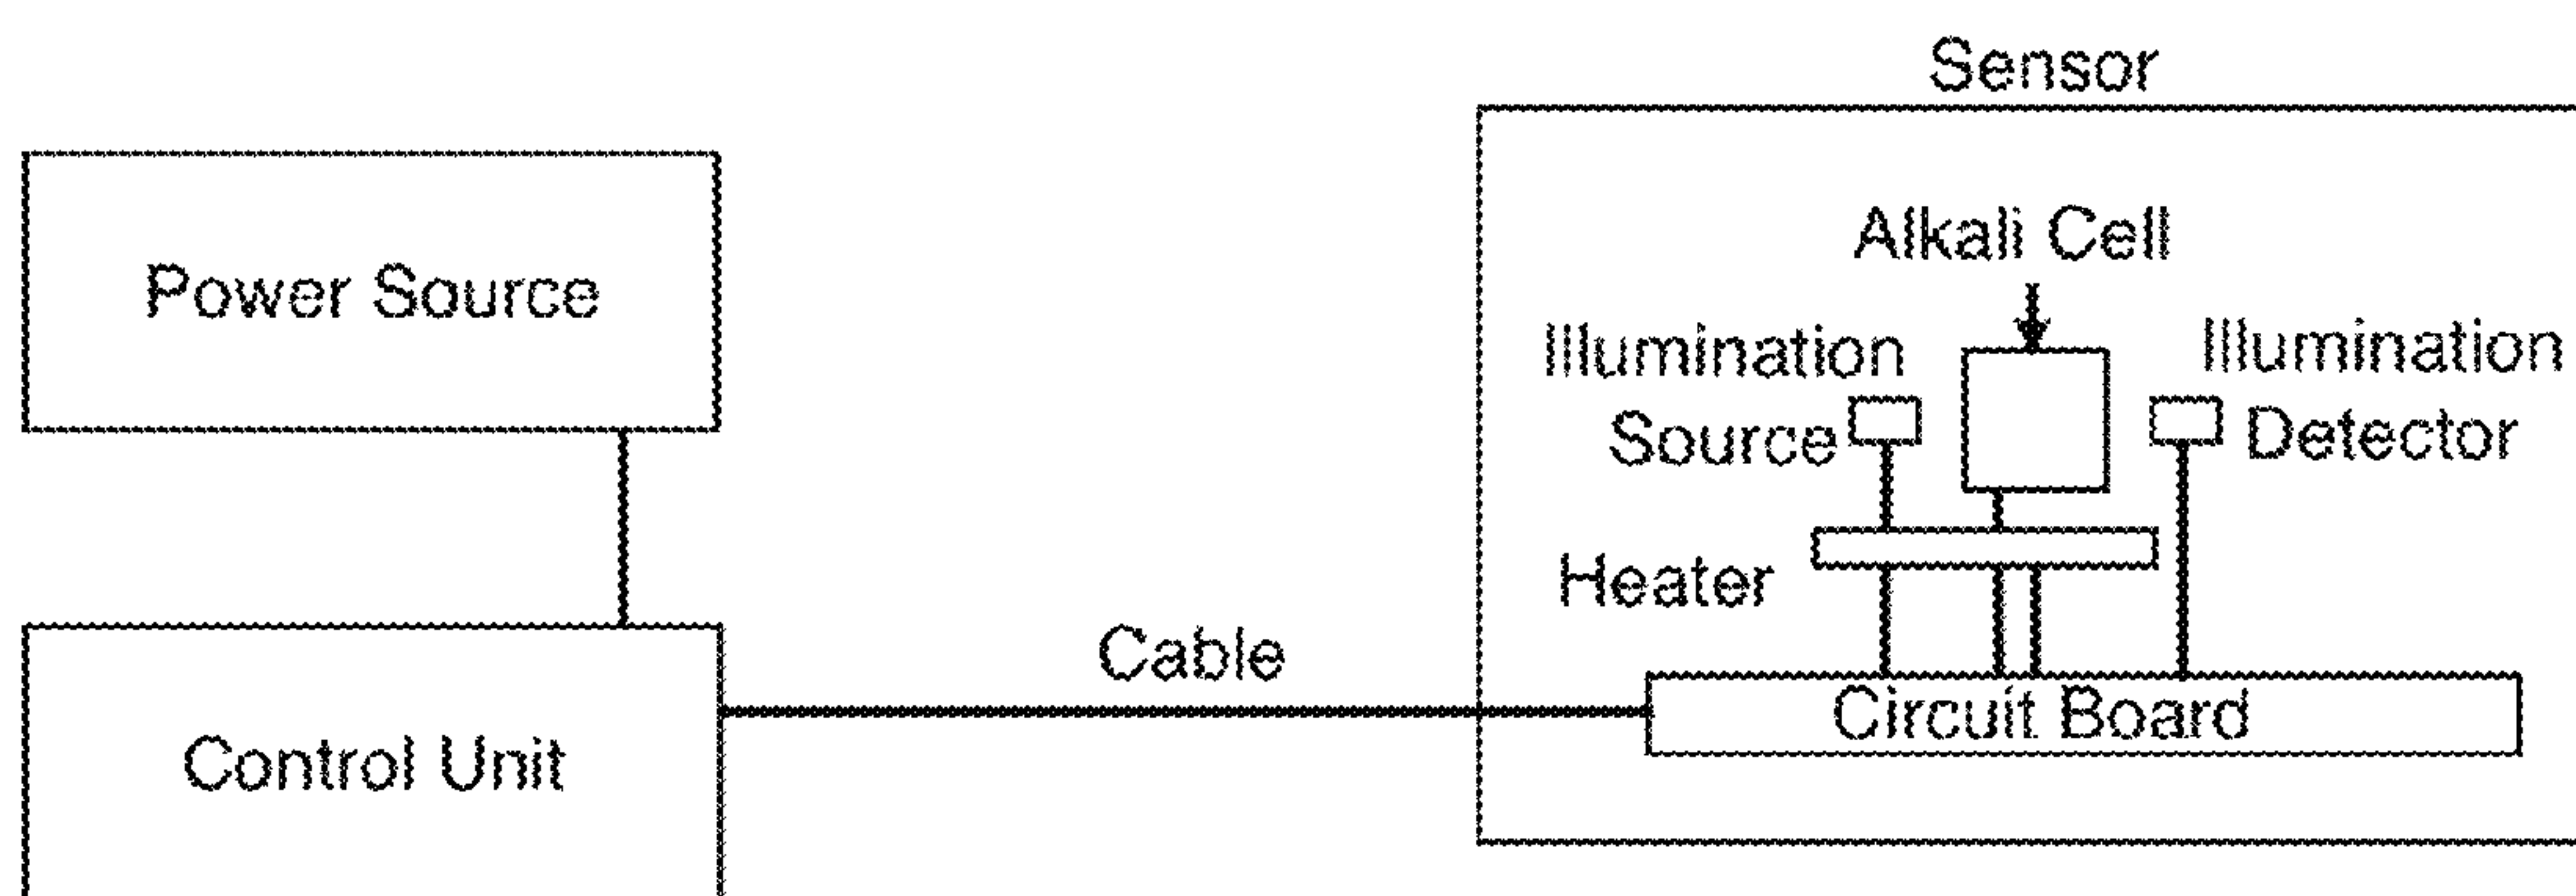 Sensor
Power Source
Alkali Cell
Illumination
Source
Illumination
Detector
Heater
Cable
Circuit Board
Control Unit